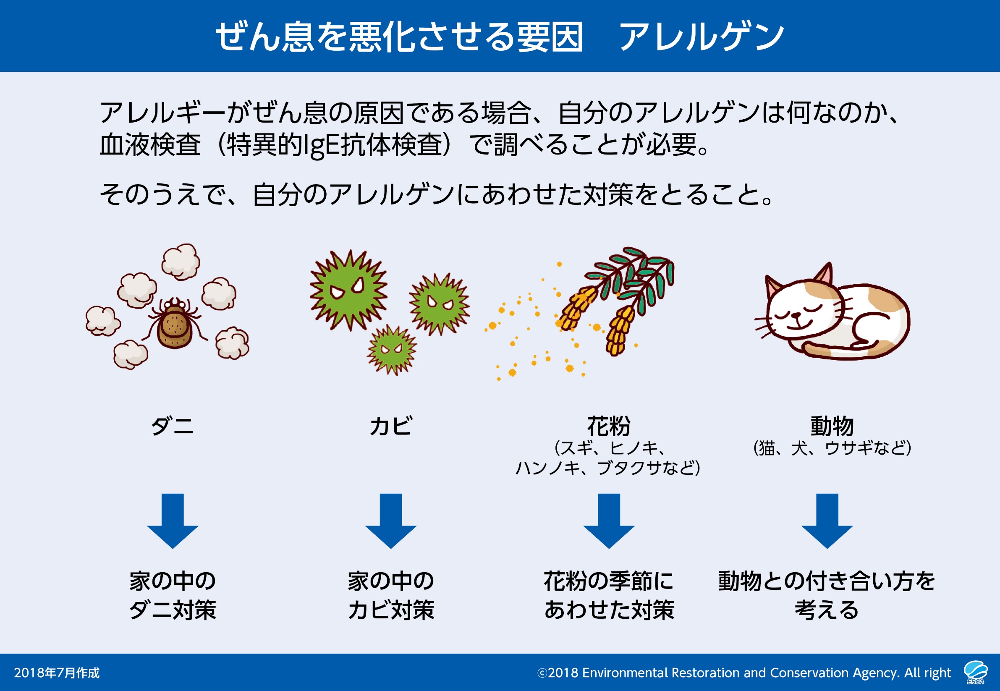 ぜん息を悪化させる要因　アレルゲン
アレルギーがぜん息の原因である場合、自分のアレルゲンは何なのか、
血液検査（特異的IgE抗体検査）で調べることが必要。
そのうえで、自分のアレルゲンにあわせた対策をとること。
ダニ
カビ
花粉
（スギ、ヒノキ、
ハンノキ、ブタクサなど）
動物
（猫、犬、ウサギなど）
家の中の
ダニ対策
家の中の
カビ対策
花粉の季節に
あわせた対策
動物との付き合い方を
考える
2018年7月作成
©2018 Environmental Restoration and Conservation Agency. All right
ERCA